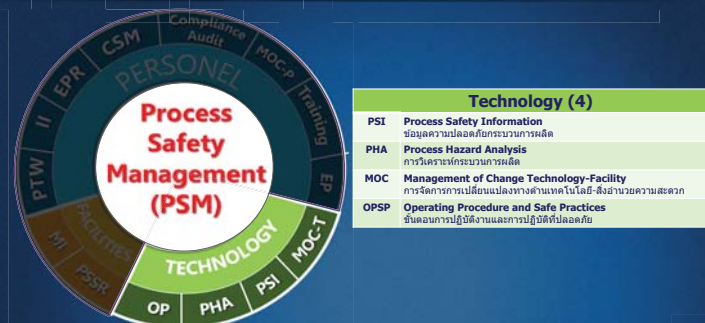 Compliance
Audit
CSM
MOC-P
EPR
PERSONEL
Training
II
EP
PTW
Process
Safety
Management
(PSM)
FACILITIES
MI
PSSR
TECHNOLOGY
OP
PHA
PSI
MOC-T
Technology (4)
PSI Process Safety Information
ข้อมูลความปลอดภัยกระบวนการผลิต
PHA Process Hazard Analysis
การวิเคราะห์กระบวนการผลิต
MOC Management of Change Technology-Facility
การจัดการการเปลี่ยนแปลงทางด้านเทคโนโลยี-สิ่งอำนวยความสะดวก
OPSP Operating Procedure and Safe Practices
ขั้นตอนการปฏิบัติงานและการปฏิบัติที่ปลอดภัย